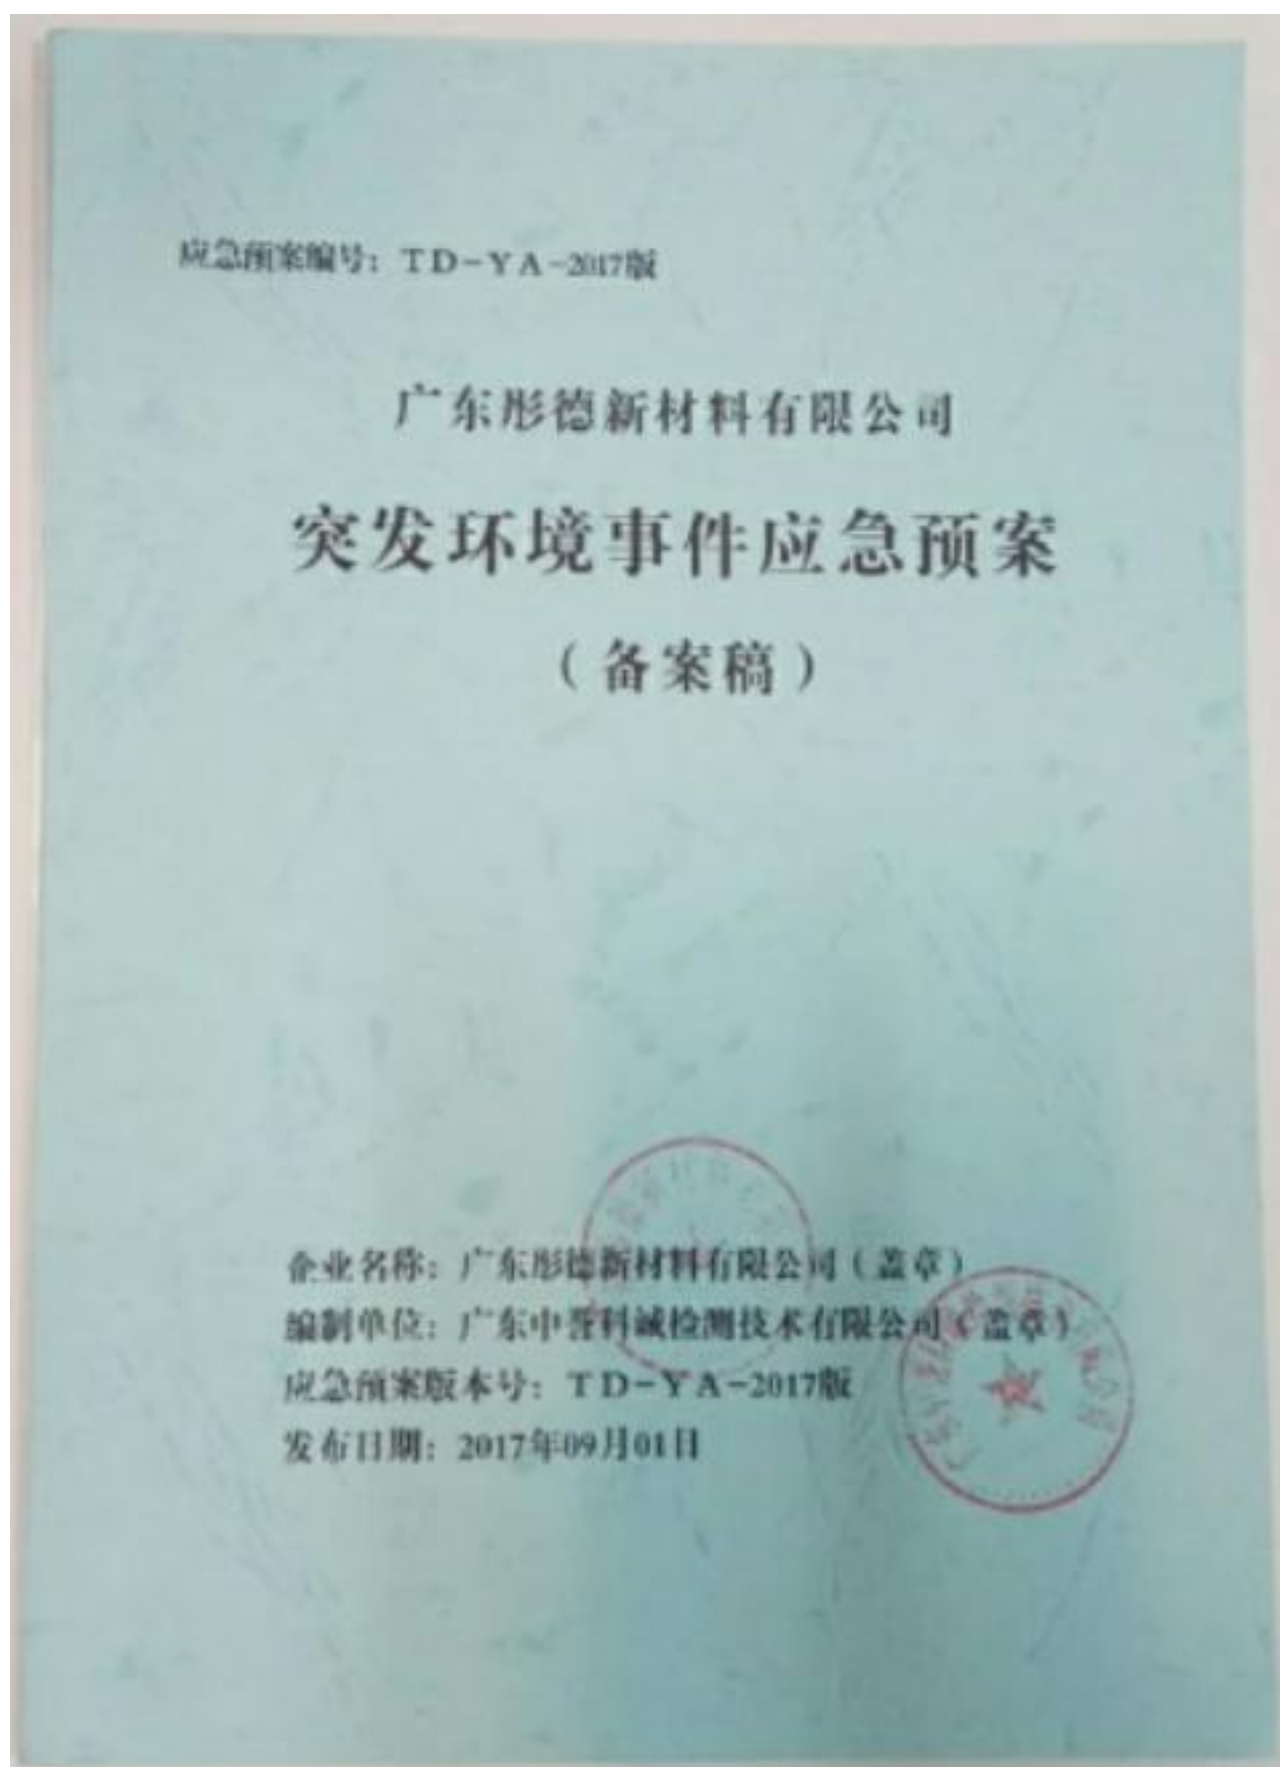 应急预案编号：TD-YA-2017版
广东彤德新材料有限公司
突发环境事件应急预案
（备案稿）
企业名称：广东彤德新材料有限公司（盖章）
编制单位：广东中誉科诚检测技术有限公司（盖章）
应急预案版本号：TD-YA-2017版
发布日期：2017年09月01日